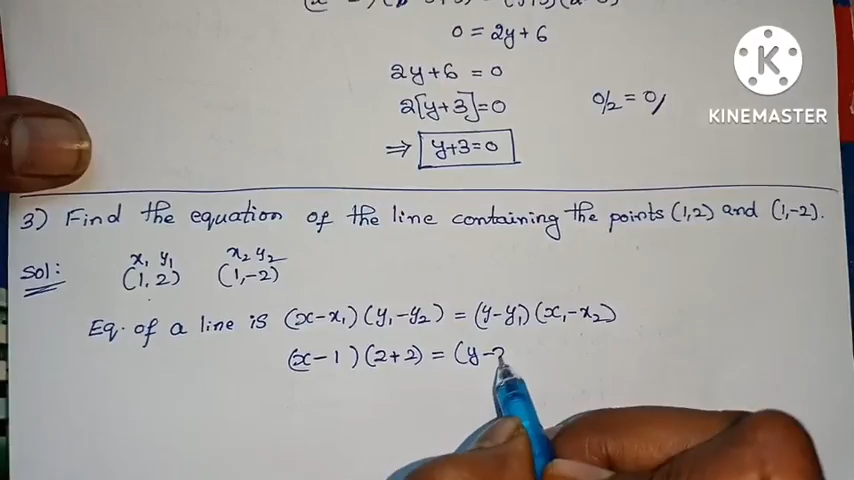 0 = 2y+6
2y+6 = 0
2[y+3]=0 0/2 = 0/
⇒ y+3=0
KINEMASTER
3) Find the equation of the line containing the points (1,2) and (1,-2).
Sol: x₁ y₁ x₂ y₂
(1, 2) (1,-2)
Eq. of a line is (x-x₁)(y₁-y₂) = (y-y₁)(x₁-x₂)
(x-1)(2+2) = (y-2